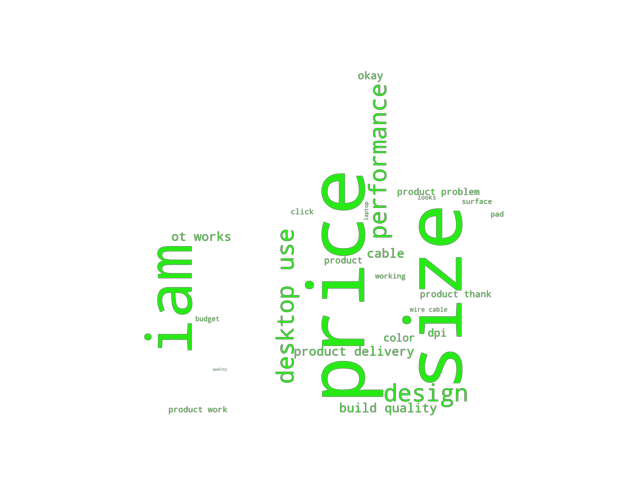 okay
performance
price
product problem
looks
surface
laptop
size
click
pad
desktop use
ot works
iam
cable
product
working
product thank
wire cable
budget
dpi
color
product delivery
design
build quality
product work